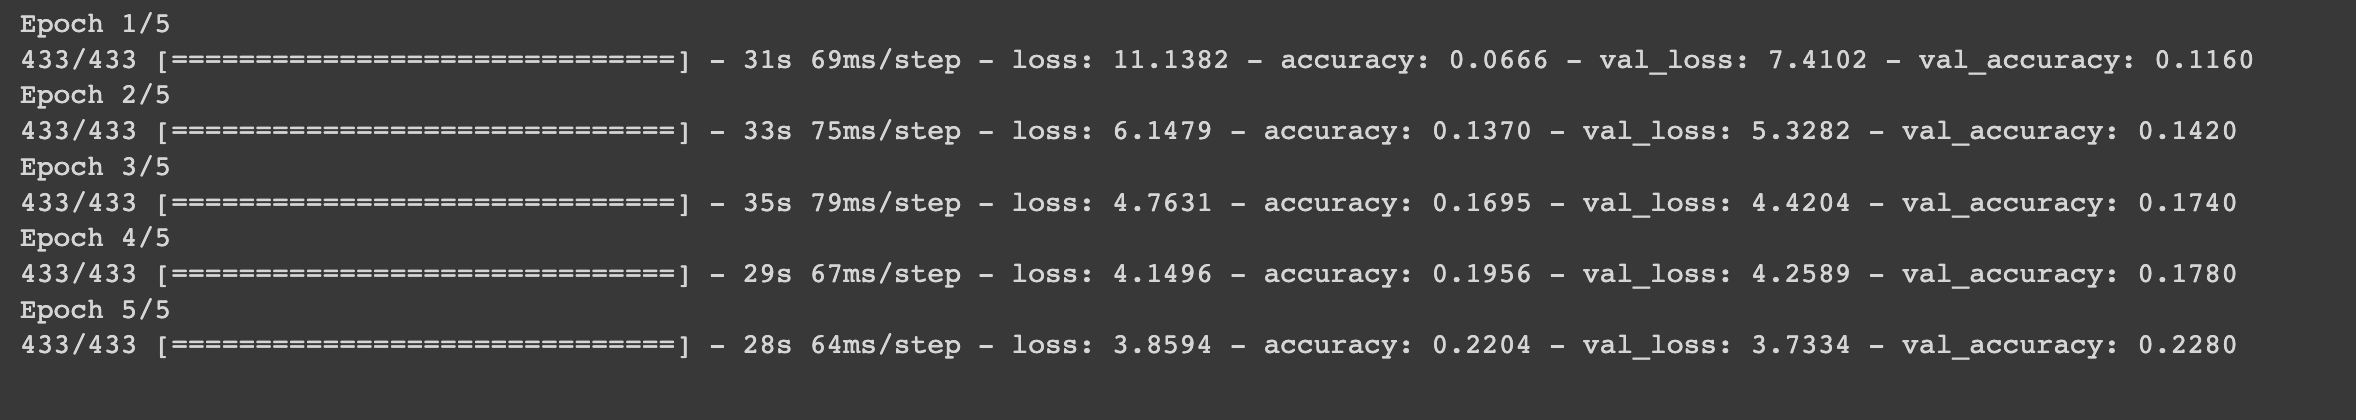 Epoch 1/5
433/433 [==============================] - 31s 69ms/step - loss: 11.1382 - accuracy: 0.0666 - val_loss: 7.4102 - val_accuracy: 0.1160
Epoch 2/5
433/433 [==============================] - 33s 75ms/step - loss: 6.1479 - accuracy: 0.1370 - val_loss: 5.3282 - val_accuracy: 0.1420
Epoch 3/5
433/433 [==============================] - 35s 79ms/step - loss: 4.7631 - accuracy: 0.1695 - val_loss: 4.4204 - val_accuracy: 0.1740
Epoch 4/5
433/433 [==============================] - 29s 67ms/step - loss: 4.1496 - accuracy: 0.1956 - val_loss: 4.2589 - val_accuracy: 0.1780
Epoch 5/5
433/433 [==============================] - 28s 64ms/step - loss: 3.8594 - accuracy: 0.2204 - val_loss: 3.7334 - val_accuracy: 0.2280